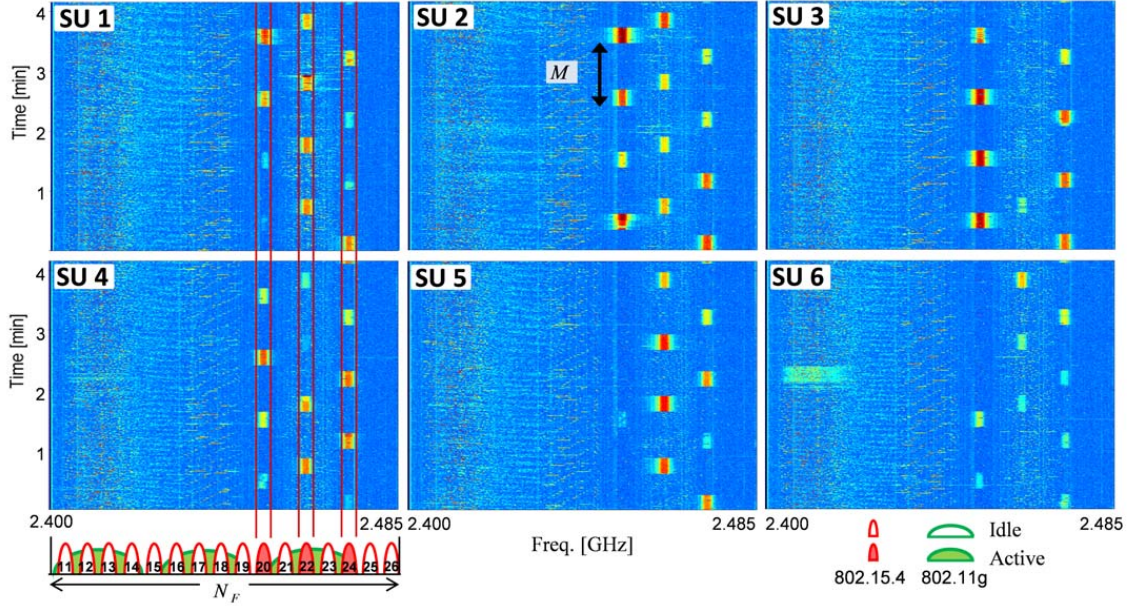 SU 1
SU 2
SU 3
Time [min]
4
3
2
1
M
SU 4
SU 5
SU 6
Time [min]
4
3
2
1
2.400
2.485
2.400
2.485
2.400
2.485
Freq. [GHz]
11 12 13 14 15 16 17 18 19 20 21 22 23 24 25 26
N_F
Idle
Active
802.15.4
802.11g